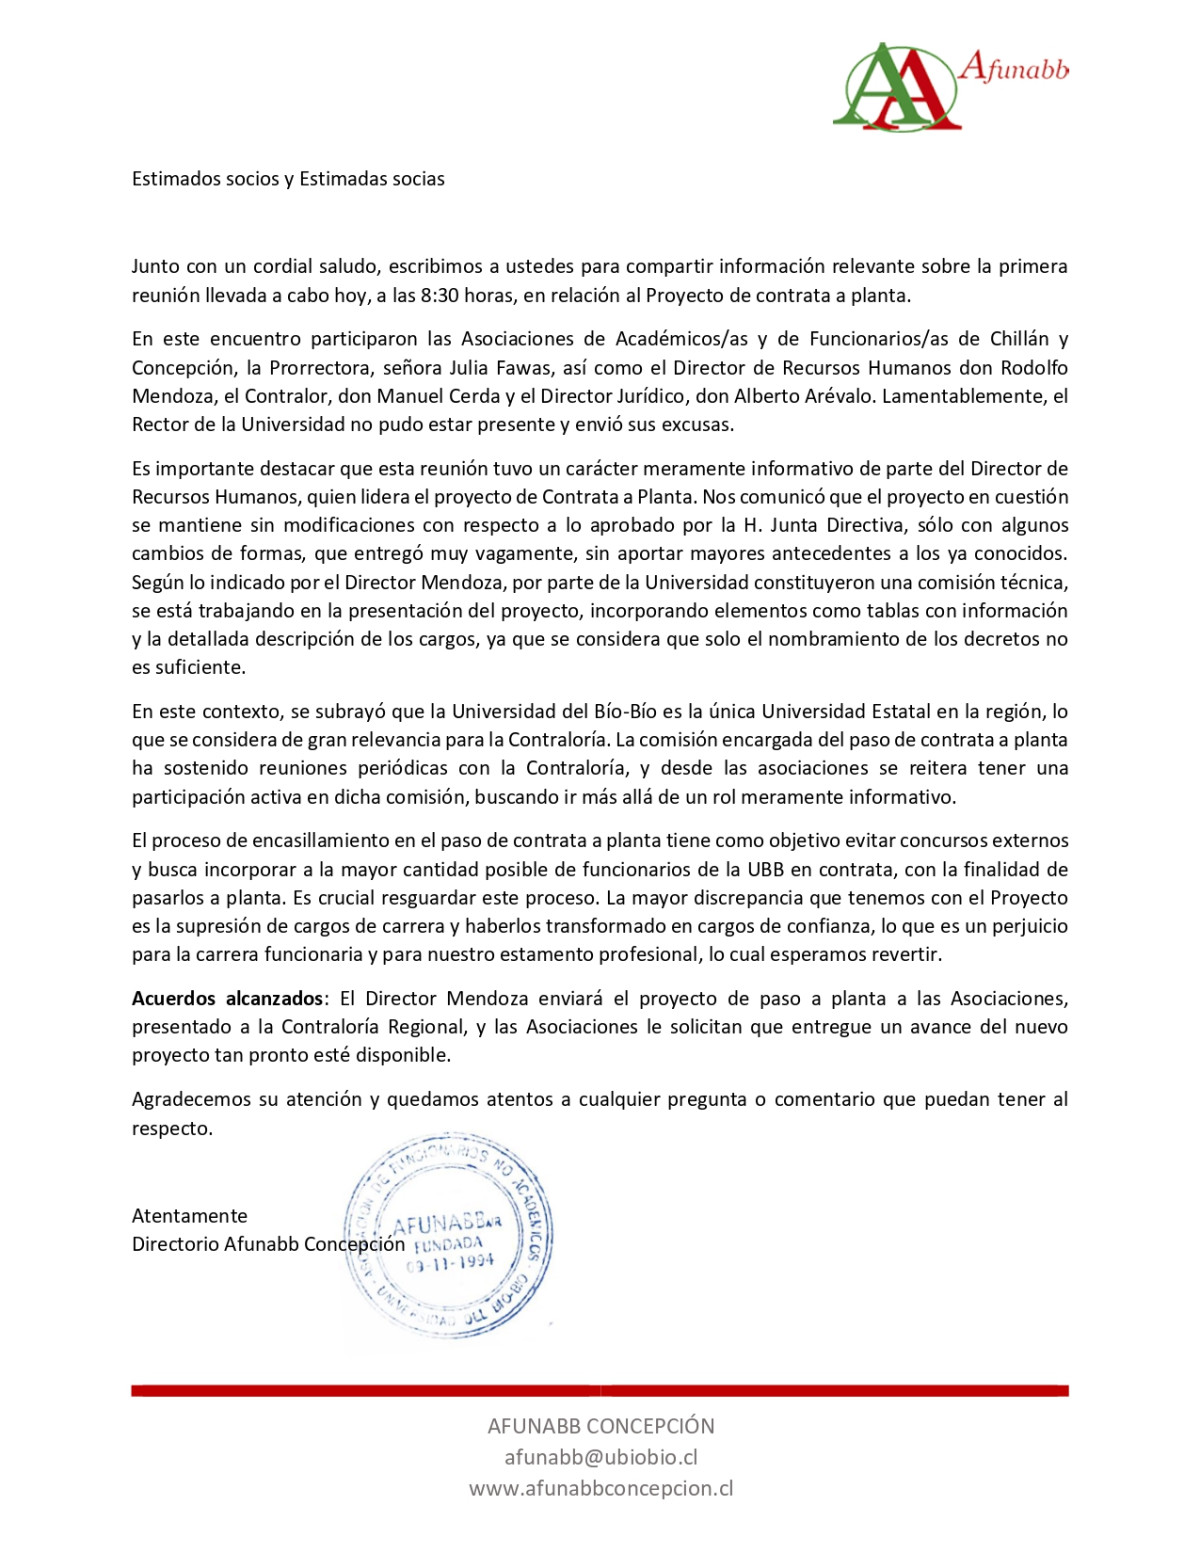 AA Afunabb
Estimados socios y Estimadas socias
Junto con un cordial saludo, escribimos a ustedes para compartir información relevante sobre la primera
reunión llevada a cabo hoy, a las 8:30 horas, en relación al Proyecto de contrata a planta.
En este encuentro participaron las Asociaciones de Académicos/as y de Funcionarios/as de Chillán y
Concepción, la Prorrectora, señora Julia Fawas, así como el Director de Recursos Humanos don Rodolfo
Mendoza, el Contralor, don Manuel Cerda y el Director Jurídico, don Alberto Arévalo. Lamentablemente, el
Rector de la Universidad no pudo estar presente y envió sus excusas.
Es importante destacar que esta reunión tuvo un carácter meramente informativo de parte del Director de
Recursos Humanos, quien lidera el proyecto de Contrata a Planta. Nos comunicó que el proyecto en cuestión
se mantiene sin modificaciones con respecto a lo aprobado por la H. Junta Directiva, sólo con algunos
cambios de formas, que entregó muy vagamente, sin aportar mayores antecedentes a los ya conocidos.
Según lo indicado por el Director Mendoza, por parte de la Universidad constituyeron una comisión técnica,
se está trabajando en la presentación del proyecto, incorporando elementos como tablas con información
y la detallada descripción de los cargos, ya que se considera que solo el nombramiento de los decretos no
es suficiente.
En este contexto, se subrayó que la Universidad del Bío-Bío es la única Universidad Estatal en la región, lo
que se considera de gran relevancia para la Contraloría. La comisión encargada del paso de contrata a planta
ha sostenido reuniones periódicas con la Contraloría, y desde las asociaciones se reitera tener una
participación activa en dicha comisión, buscando ir más allá de un rol meramente informativo.
El proceso de encasillamiento en el paso de contrata a planta tiene como objetivo evitar concursos externos
y busca incorporar a la mayor cantidad posible de funcionarios de la UBB en contrata, con la finalidad de
pasarlos a planta. Es crucial resguardar este proceso. La mayor discrepancia que tenemos con el Proyecto
es la supresión de cargos de carrera y haberlos transformado en cargos de confianza, lo que es un perjuicio
para la carrera funcionaria y para nuestro estamento profesional, lo cual esperamos revertir.
Acuerdos alcanzados: El Director Mendoza enviará el proyecto de paso a planta a las Asociaciones,
presentado a la Contraloría Regional, y las Asociaciones le solicitan que entregue un avance del nuevo
proyecto tan pronto esté disponible.
Agradecemos su atención y quedamos atentos a cualquier pregunta o comentario que puedan tener al
respecto.
Atentamente
Directorio Afunabb Concepción
ASOCIACION DE FUNCIONARIOS NO ACADEMICOS
AFUNABB
FUNDADA
09-11-1994
UNIVERSIDAD DEL BIO-BIO
AFUNABB CONCEPCIÓN
afunabb@ubiobio.cl
www.afunabbconcepcion.cl